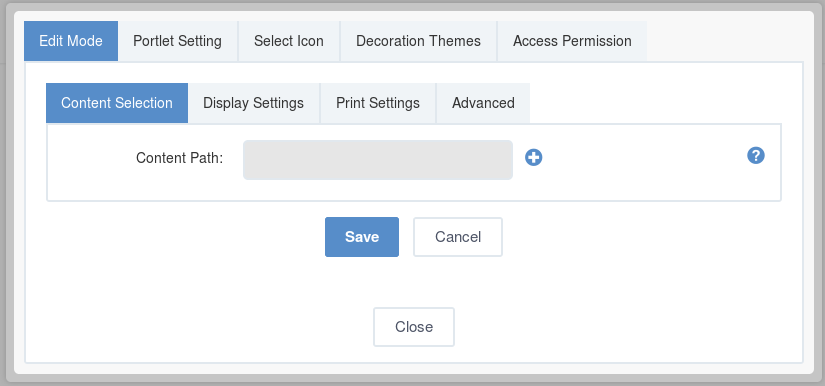 Edit Mode Portlet Setting Select Icon Decoration Themes Access Permission
Content Selection Display Settings Print Settings Advanced
Content Path: ?
Save Cancel
Close